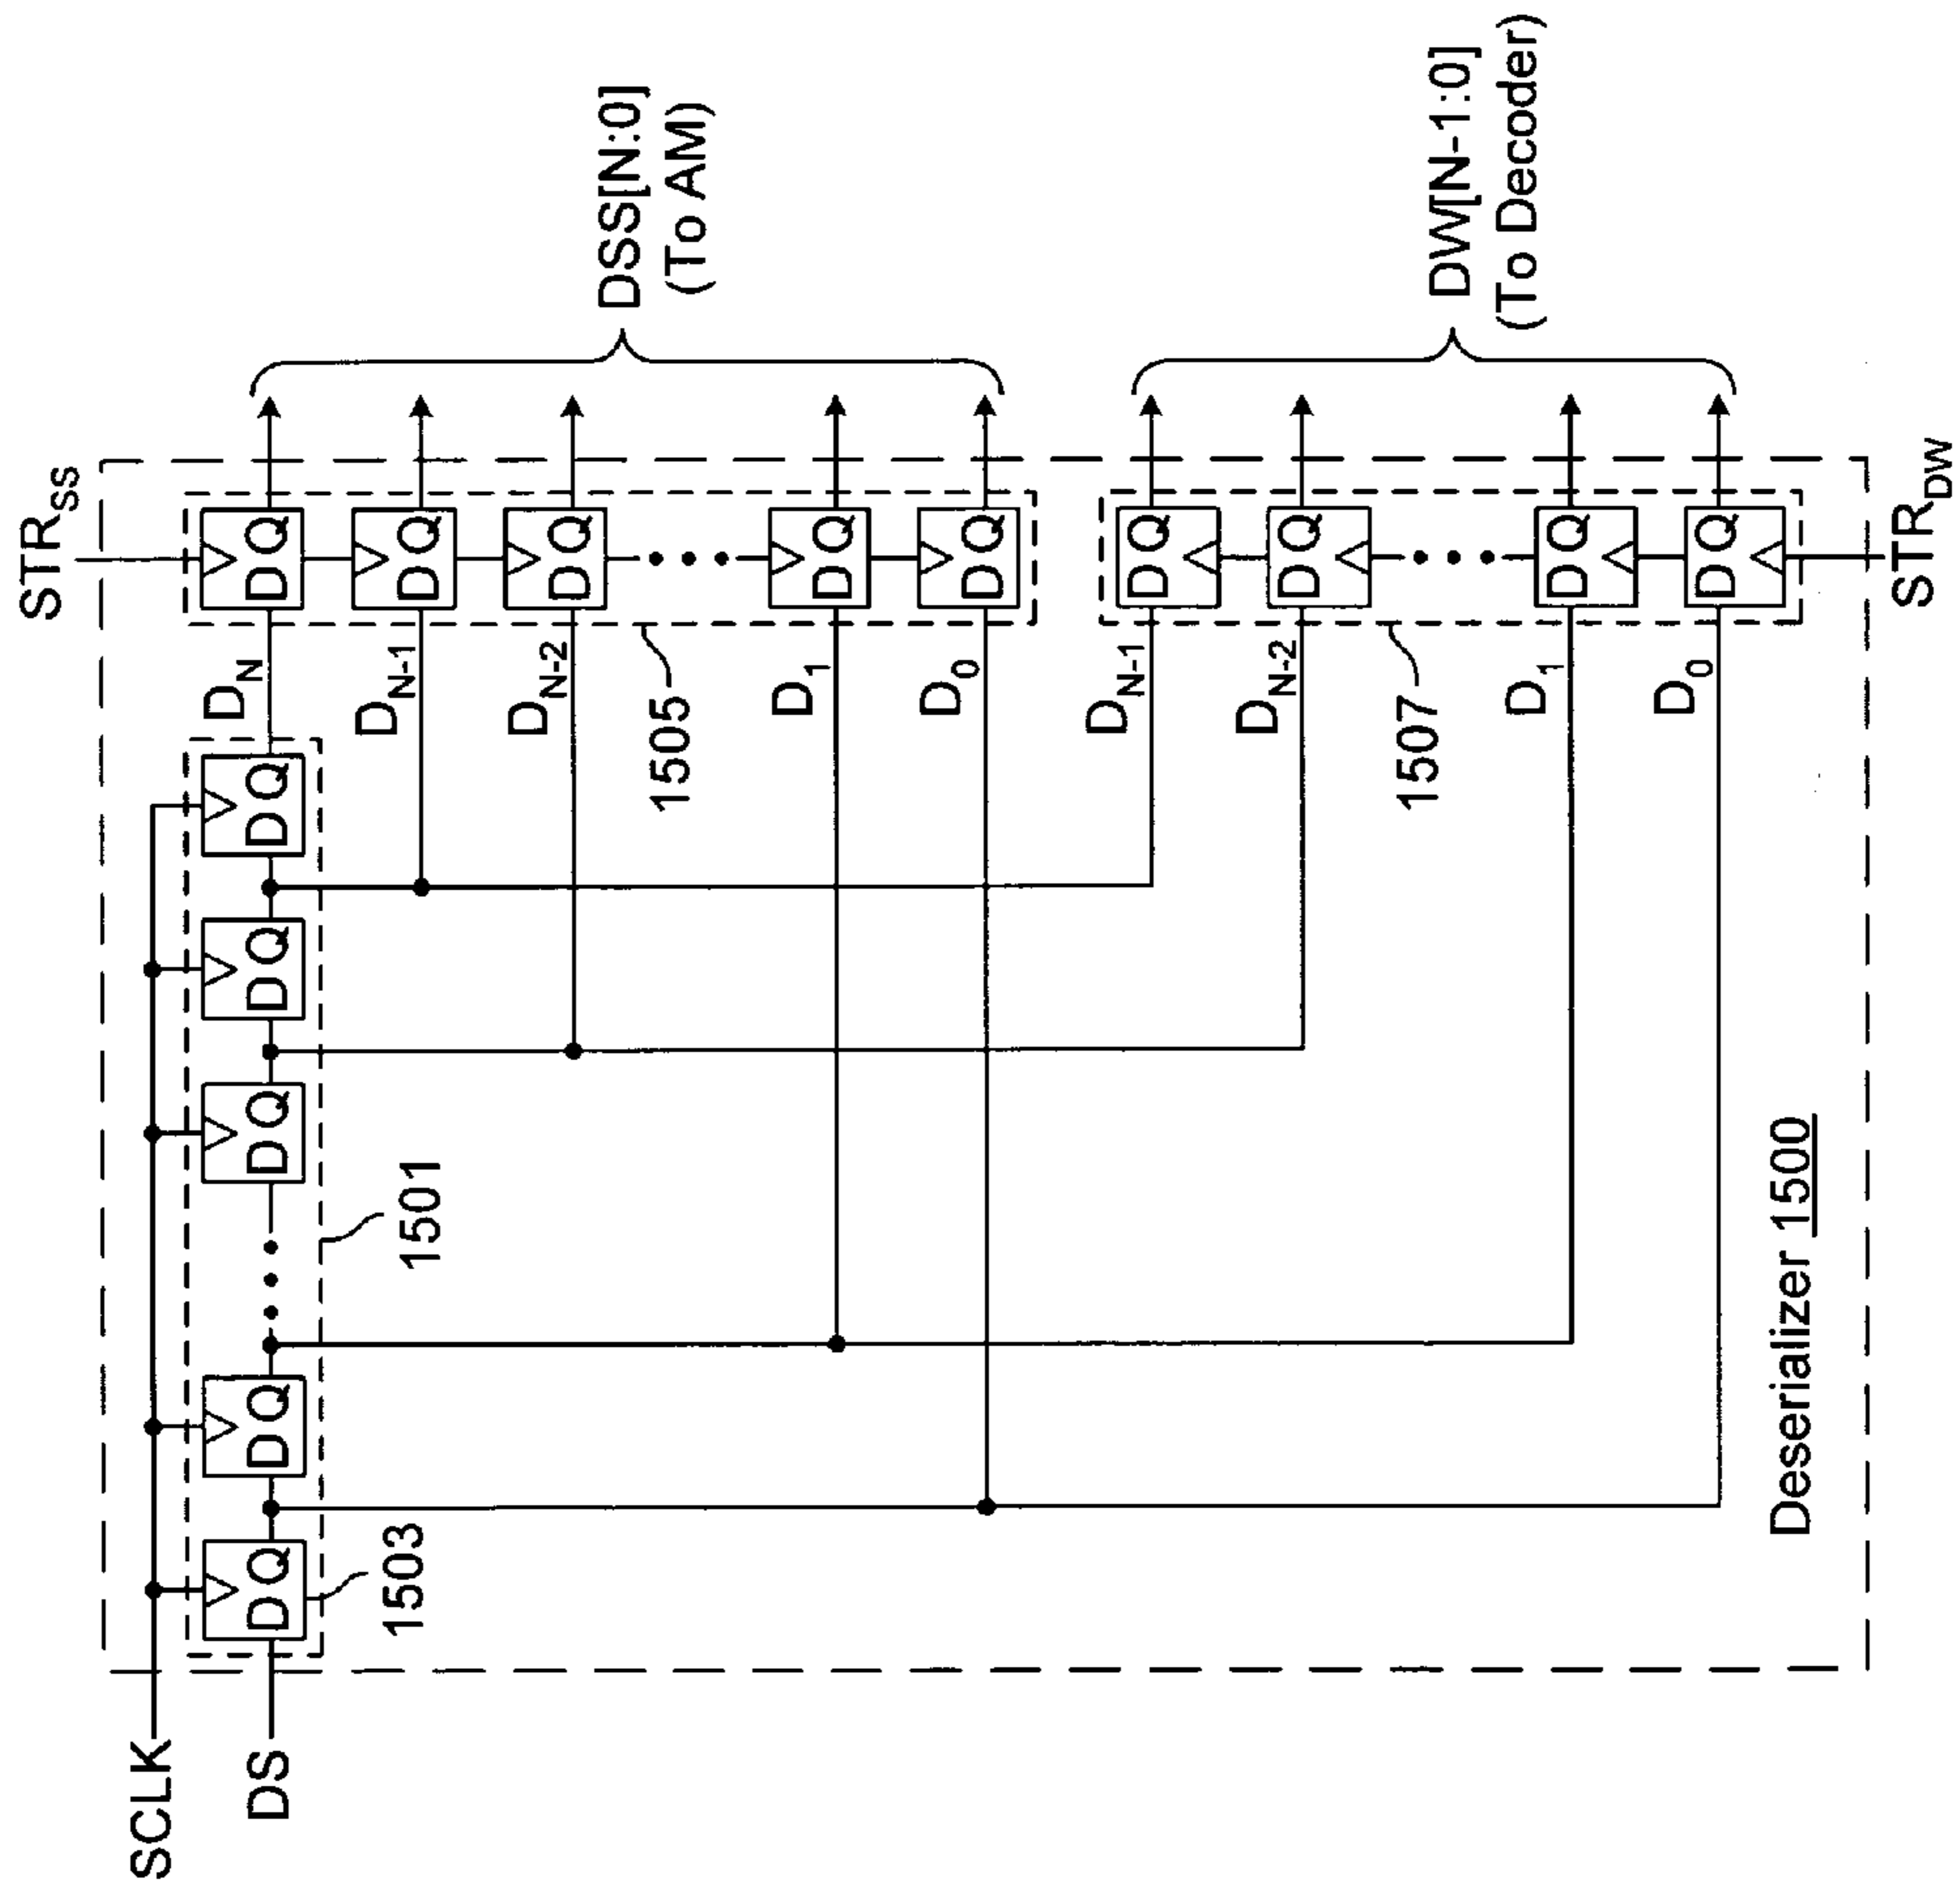 STR_SS
SCLK
D_N
DS
D Q D Q D Q D Q D Q D Q
1503
1501
D_N-1
D Q
D_N-2
D Q
DSS[N:0]
(To AM)
1505
D_1
D Q
D_0
D Q
D_N-1
D Q
D_N-2
D Q
1507
DW[N-1:0]
(To Decoder)
D_1
D Q
D_0
D Q
Deserializer 1500
STR_DW